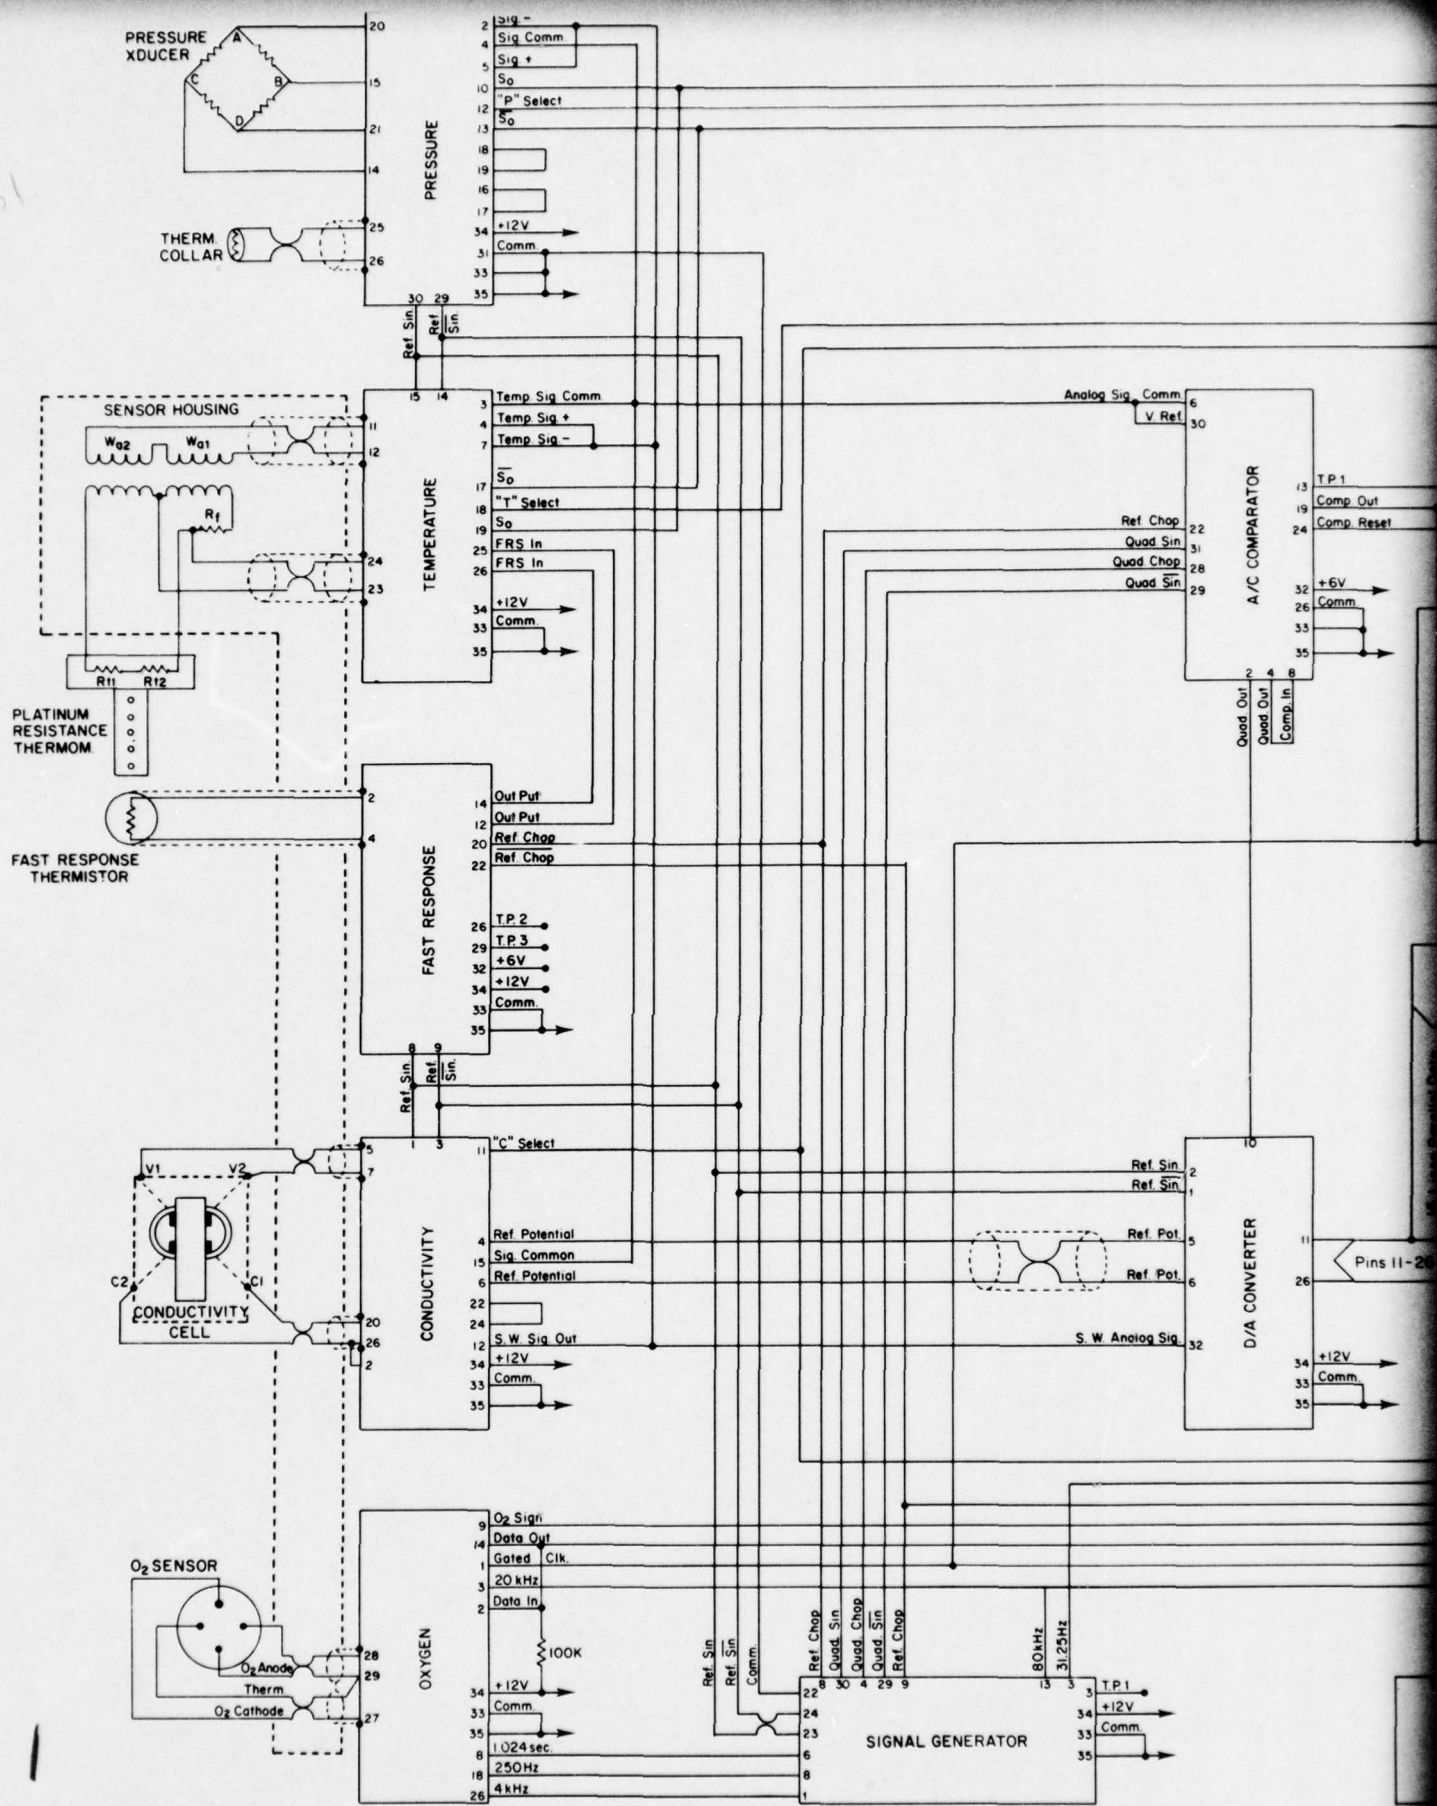 PRESSURE
XDUCER
A
B
C
D
20
15
21
14
25
26
THERM.
COLLAR
PRESSURE
2 Sig. -
4 Sig Comm.
5 Sig +
10 So
12 "P" Select
13 So
18
19
16
17
34 +12V
31 Comm.
33
35
30 29
Ref. Sin.
Ref. Sin.
15 14
SENSOR HOUSING
Wa2 Wa1
Rf
11
12
24
23
TEMPERATURE
3 Temp Sig Comm.
4 Temp. Sig +
7 Temp. Sig.-
17 So
18 "T" Select
19 So
25 FRS In
26 FRS In
34 +12V
33 Comm.
35
Rt1 Rt2
PLATINUM
RESISTANCE
THERMOM.
Analog Sig. Comm. 6
V. Ref. 30
Ref. Chop 22
Quad. Sin 31
Quad. Chop 28
Quad. Sin 29
A/C COMPARATOR
13 T.P.1
19 Comp. Out
24 Comp. Reset
32 +6V
26 Comm.
33
35
2 4 8
Quad. Out
Quad. Out
Comp. In
FAST RESPONSE
THERMISTOR
2
4
FAST RESPONSE
14 Out Put
12 Out Put
20 Ref Chop
22 Ref. Chop
26 T.P. 2
29 T.P. 3
32 +6V
34 +12V
33 Comm.
35
8 9
Ref. Sin.
Ref. Sin.
1 3
V1 V2
C2 C1
CONDUCTIVITY
CELL
5
7
20
26
2
CONDUCTIVITY
11 "C" Select
4 Ref. Potential
15 Sig. Common
6 Ref. Potential
22
24
12 S.W. Sig. Out
34 +12V
33 Comm.
35
10
Ref. Sin. 2
Ref. Sin. 1
Ref. Pot. 5
Ref. Pot. 6
S. W. Analog Sig. 32
D/A CONVERTER
11
26
Pins 11-26
34 +12V
33 Comm.
35
O2 SENSOR
O2 Anode
Therm
O2 Cathode
28
29
27
OXYGEN
9 O2 Sign
14 Data Out
1 Gated Clk.
3 20 kHz
2 Data In
100K
34 +12V
33 Comm.
35
8 1.024 sec.
18 250Hz
26 4kHz
Ref. Sin
Ref. Sin
Comm.
Ref Chop
Quad. Sin
Quad. Chop
Quad. Sin
Ref. Chop
80kHz
31.25Hz
8 30 4 29 9 13 3
22
24
23
6
8
1
SIGNAL GENERATOR
3 T.P.1
34 +12V
33 Comm.
35